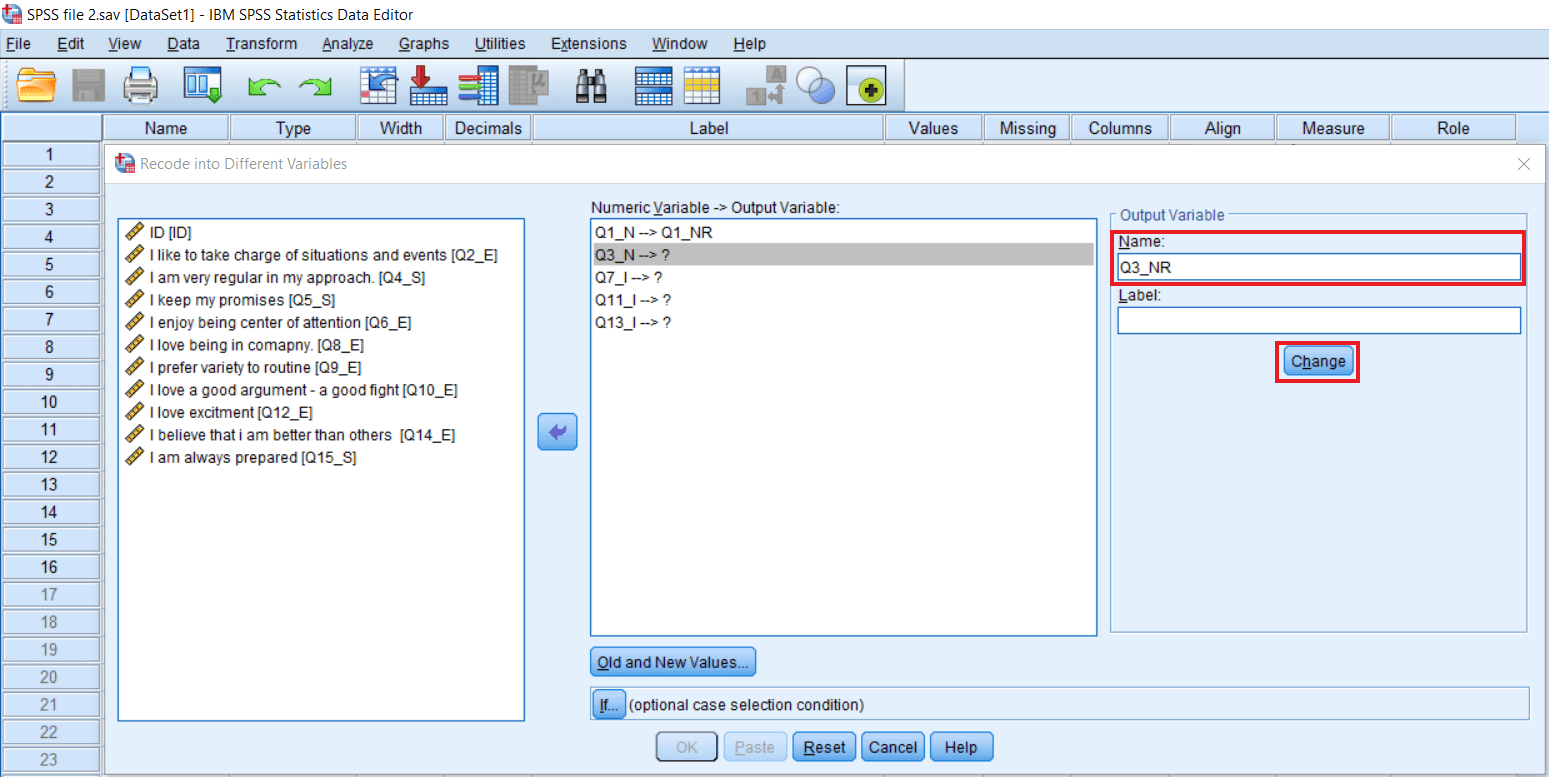 SPSS file 2.sav [DataSet1] - IBM SPSS Statistics Data Editor
File Edit View Data Transform Analyze Graphs Utilities Extensions Window Help
Name Type Width Decimals Label Values Missing Columns Align Measure Role
1
2
3
4
5
6
7
8
9
10
11
12
13
14
15
16
17
18
19
20
21
22
23
Recode into Different Variables
ID [ID]
I like to take charge of situations and events [Q2_E]
I am very regular in my approach. [Q4_S]
I keep my promises [Q5_S]
I enjoy being center of attention [Q6_E]
I love being in comapny. [Q8_E]
I prefer variety to routine [Q9_E]
I love a good argument - a good fight [Q10_E]
I love excitment [Q12_E]
I believe that i am better than others [Q14_E]
I am always prepared [Q15_S]
Numeric Variable -> Output Variable:
Q1_N --> Q1_NR
Q3_N --> ?
Q7_I --> ?
Q11_I --> ?
Q13_I --> ?
Output Variable
Name:
Q3_NR
Label:
Change
Old and New Values...
If... (optional case selection condition)
OK Paste Reset Cancel Help